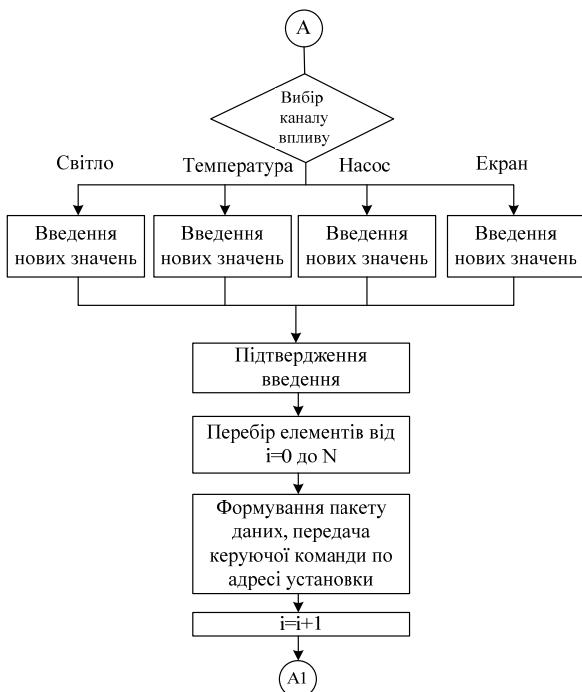 А
Вибір
каналу
впливу
Світло
Температура
Насос
Екран
Введення
нових значень
Введення
нових значень
Введення
нових значень
Введення
нових значень
Підтвердження
введення
Перебір елементів від
i=0 до N
Формування пакету
даних, передача
керуючої команди по
адресі установки
i=i+1
А1